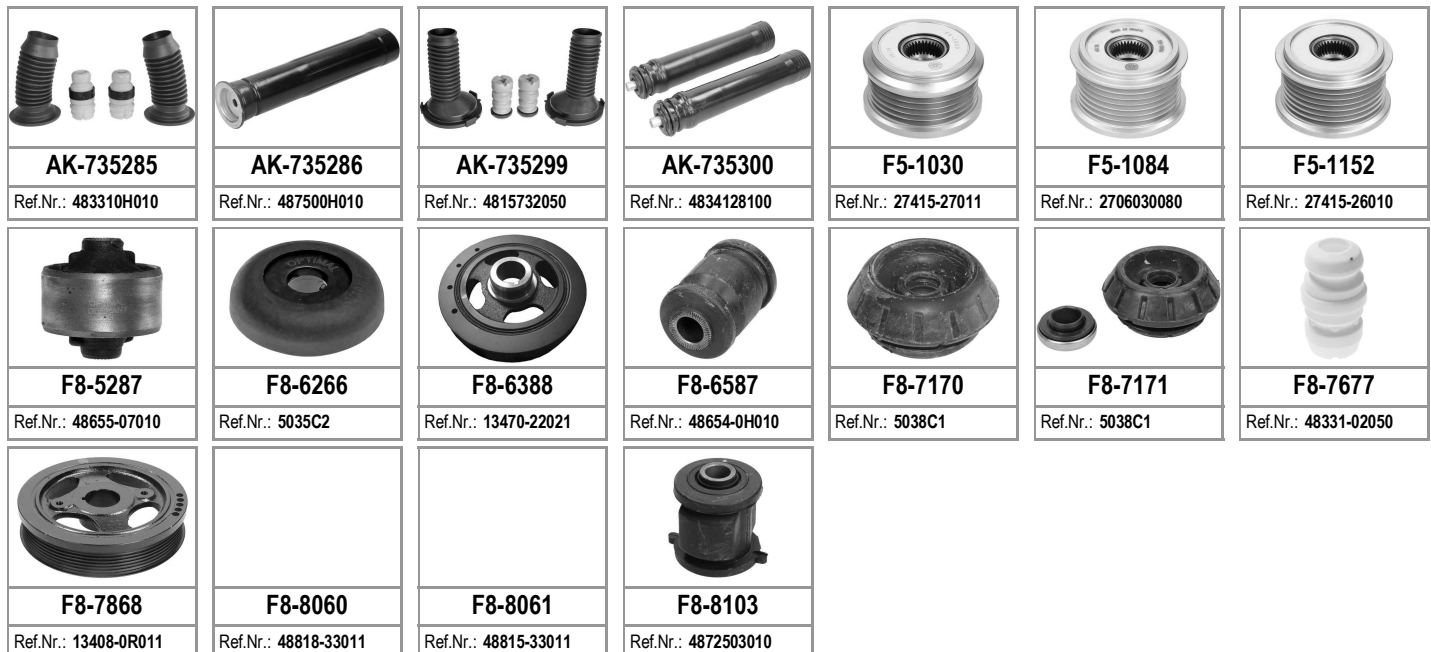 AK-735285
Ref.Nr.: 483310H010
AK-735286
Ref.Nr.: 487500H010
AK-735299
Ref.Nr.: 4815732050
AK-735300
Ref.Nr.: 4834128100
F5-1030
Ref.Nr.: 27415-27011
F5-1084
Ref.Nr.: 2706030080
F5-1152
Ref.Nr.: 27415-26010
OPTIMAL
F8-5287
Ref.Nr.: 48655-07010
F8-6266
Ref.Nr.: 5035C2
F8-6388
Ref.Nr.: 13470-22021
F8-6587
Ref.Nr.: 48654-0H010
F8-7170
Ref.Nr.: 5038C1
F8-7171
Ref.Nr.: 5038C1
F8-7677
Ref.Nr.: 48331-02050
F8-7868
Ref.Nr.: 13408-0R011
F8-8060
Ref.Nr.: 48818-33011
F8-8061
Ref.Nr.: 48815-33011
F8-8103
Ref.Nr.: 4872503010